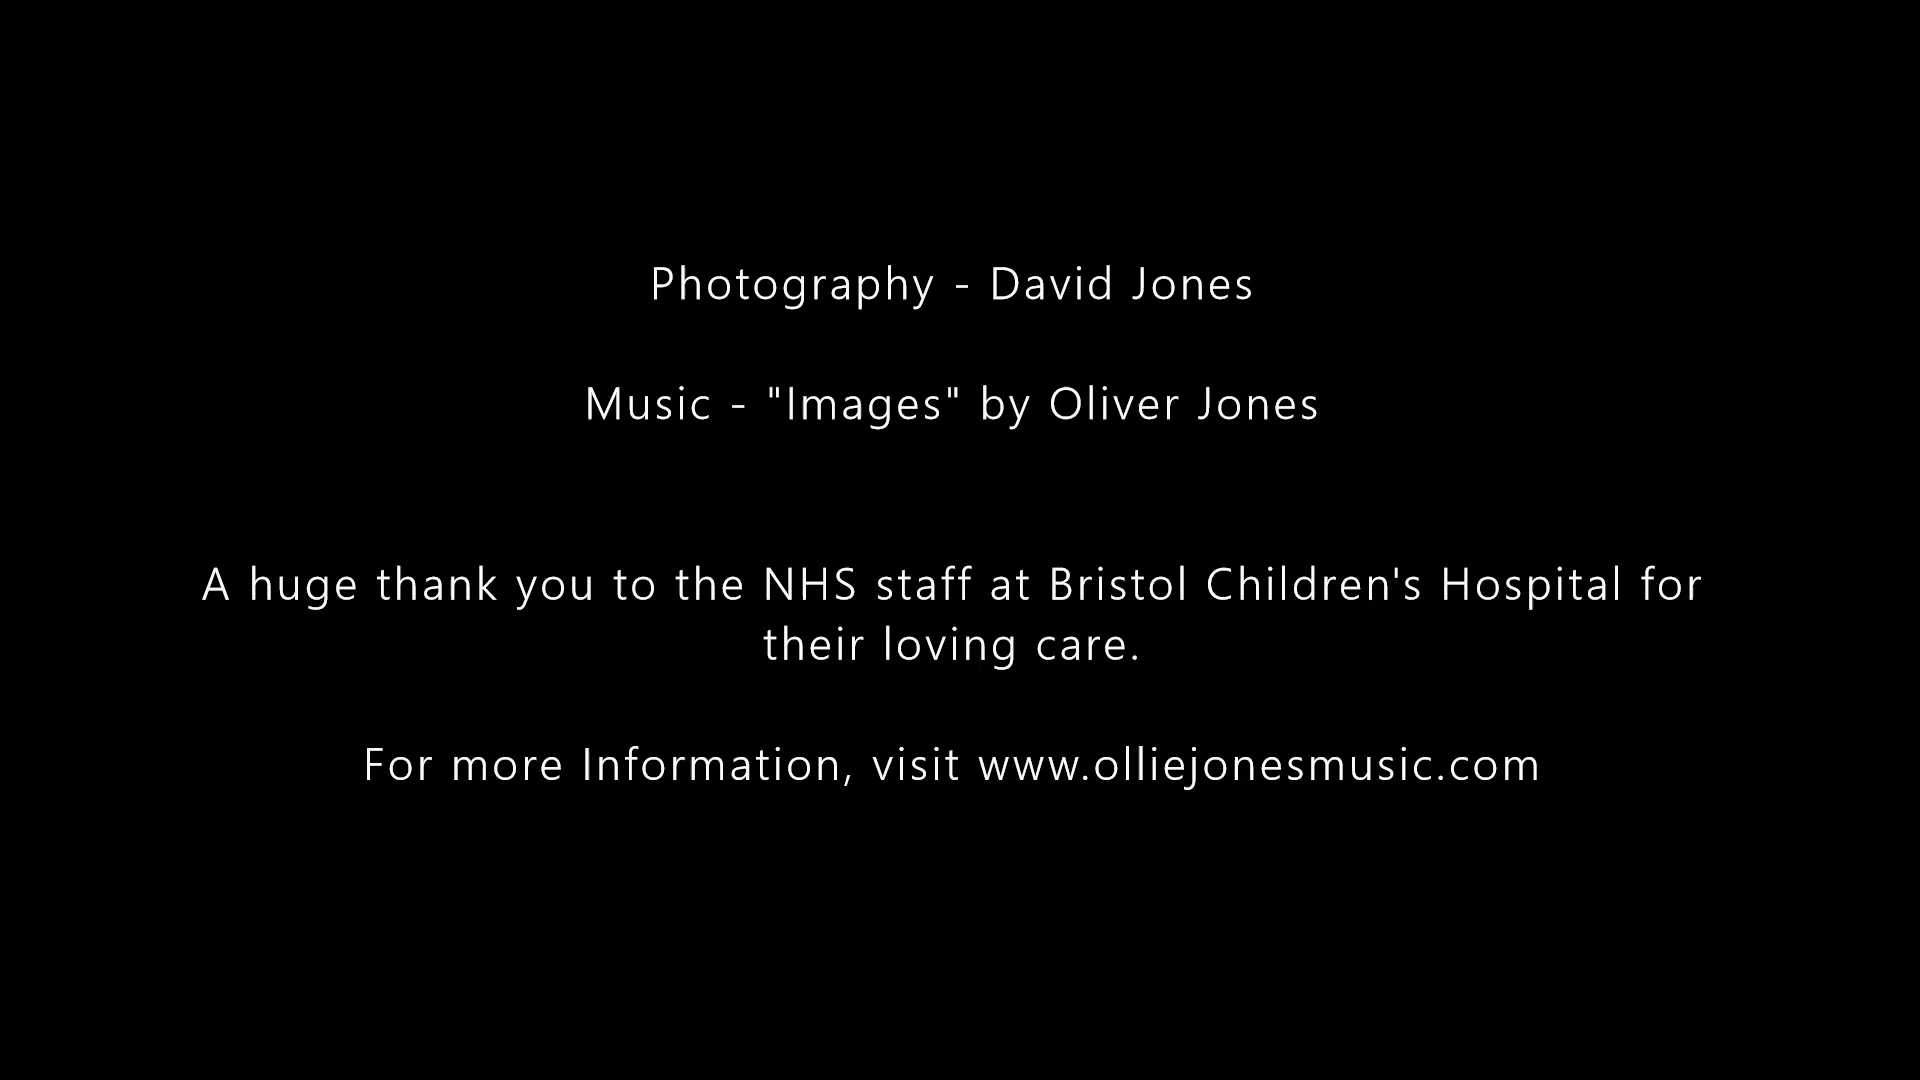 Photography - David Jones
Music - "Images" by Oliver Jones
A huge thank you to the NHS staff at Bristol Children's Hospital for
their loving care.
For more Information, visit www.olliejonesmusic.com